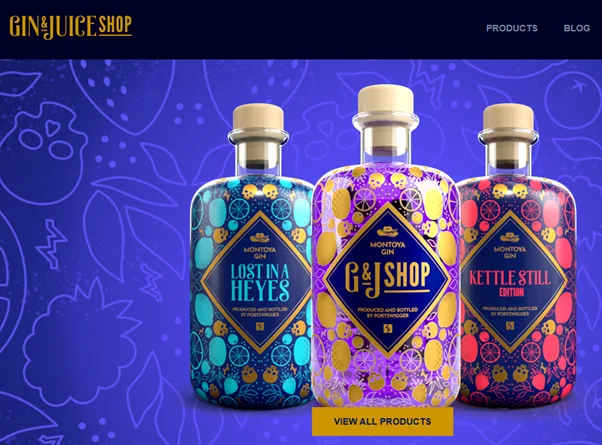 GIN&JUICE SHOP
PRODUCTS
BLOG
MONTOYA
GIN
LOST IN A
HEYES
PRODUCED AND BOTTLED
BY PORTSWIGGER
MONTOYA
GIN
G&J SHOP
PRODUCED AND BOTTLED
BY PORTSWIGGER
MONTOYA
GIN
KETTLE STILL
EDITION
PRODUCED AND BOTTLED
BY PORTSWIGGER
VIEW ALL PRODUCTS